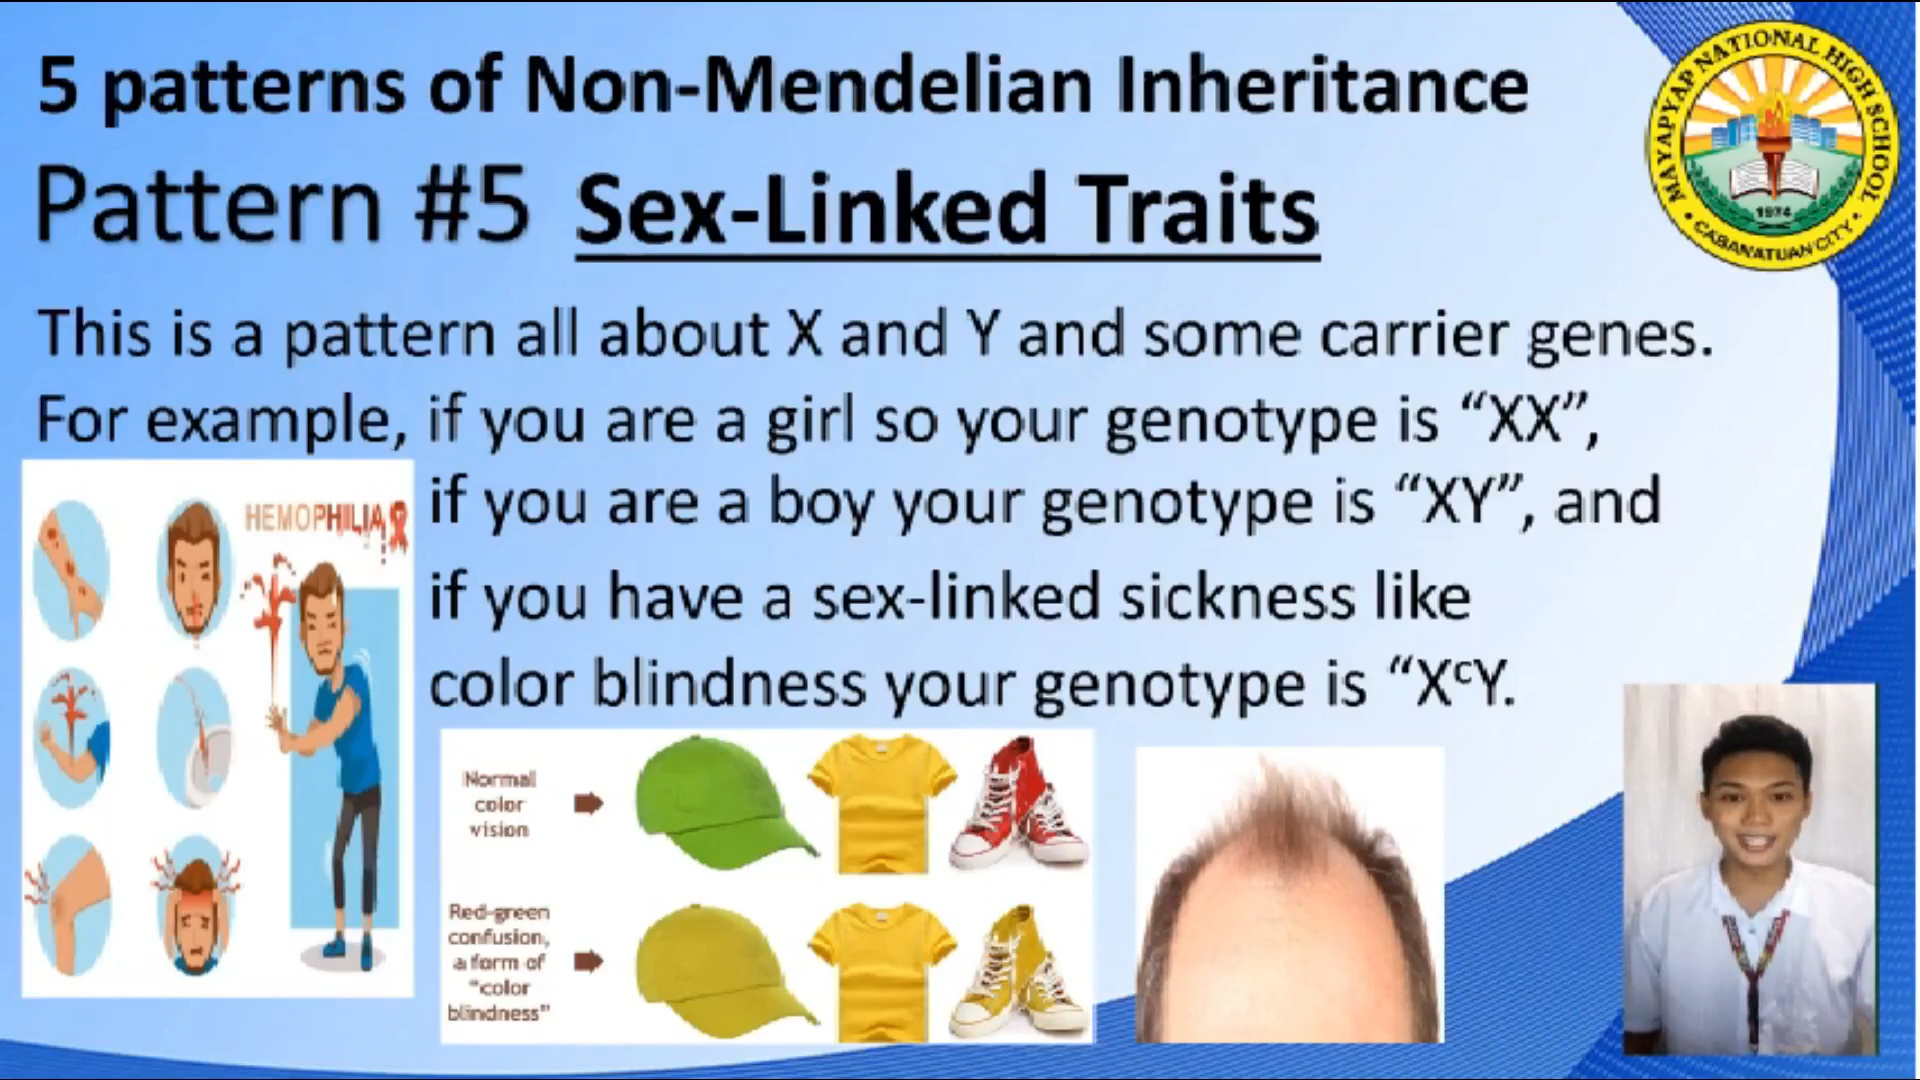 5 patterns of Non-Mendelian Inheritance
Pattern #5 Sex-Linked Traits
MAYAPYAP NATIONAL HIGH SCHOOL
1974
• CABANATUAN CITY •
This is a pattern all about X and Y and some carrier genes.
For example, if you are a girl so your genotype is “XX”,
if you are a boy your genotype is “XY”, and
if you have a sex-linked sickness like
color blindness your genotype is “XᶜY.
HEMOPHILIA
Normal
color
vision
Red-green
confusion,
a form of
“color
blindness”